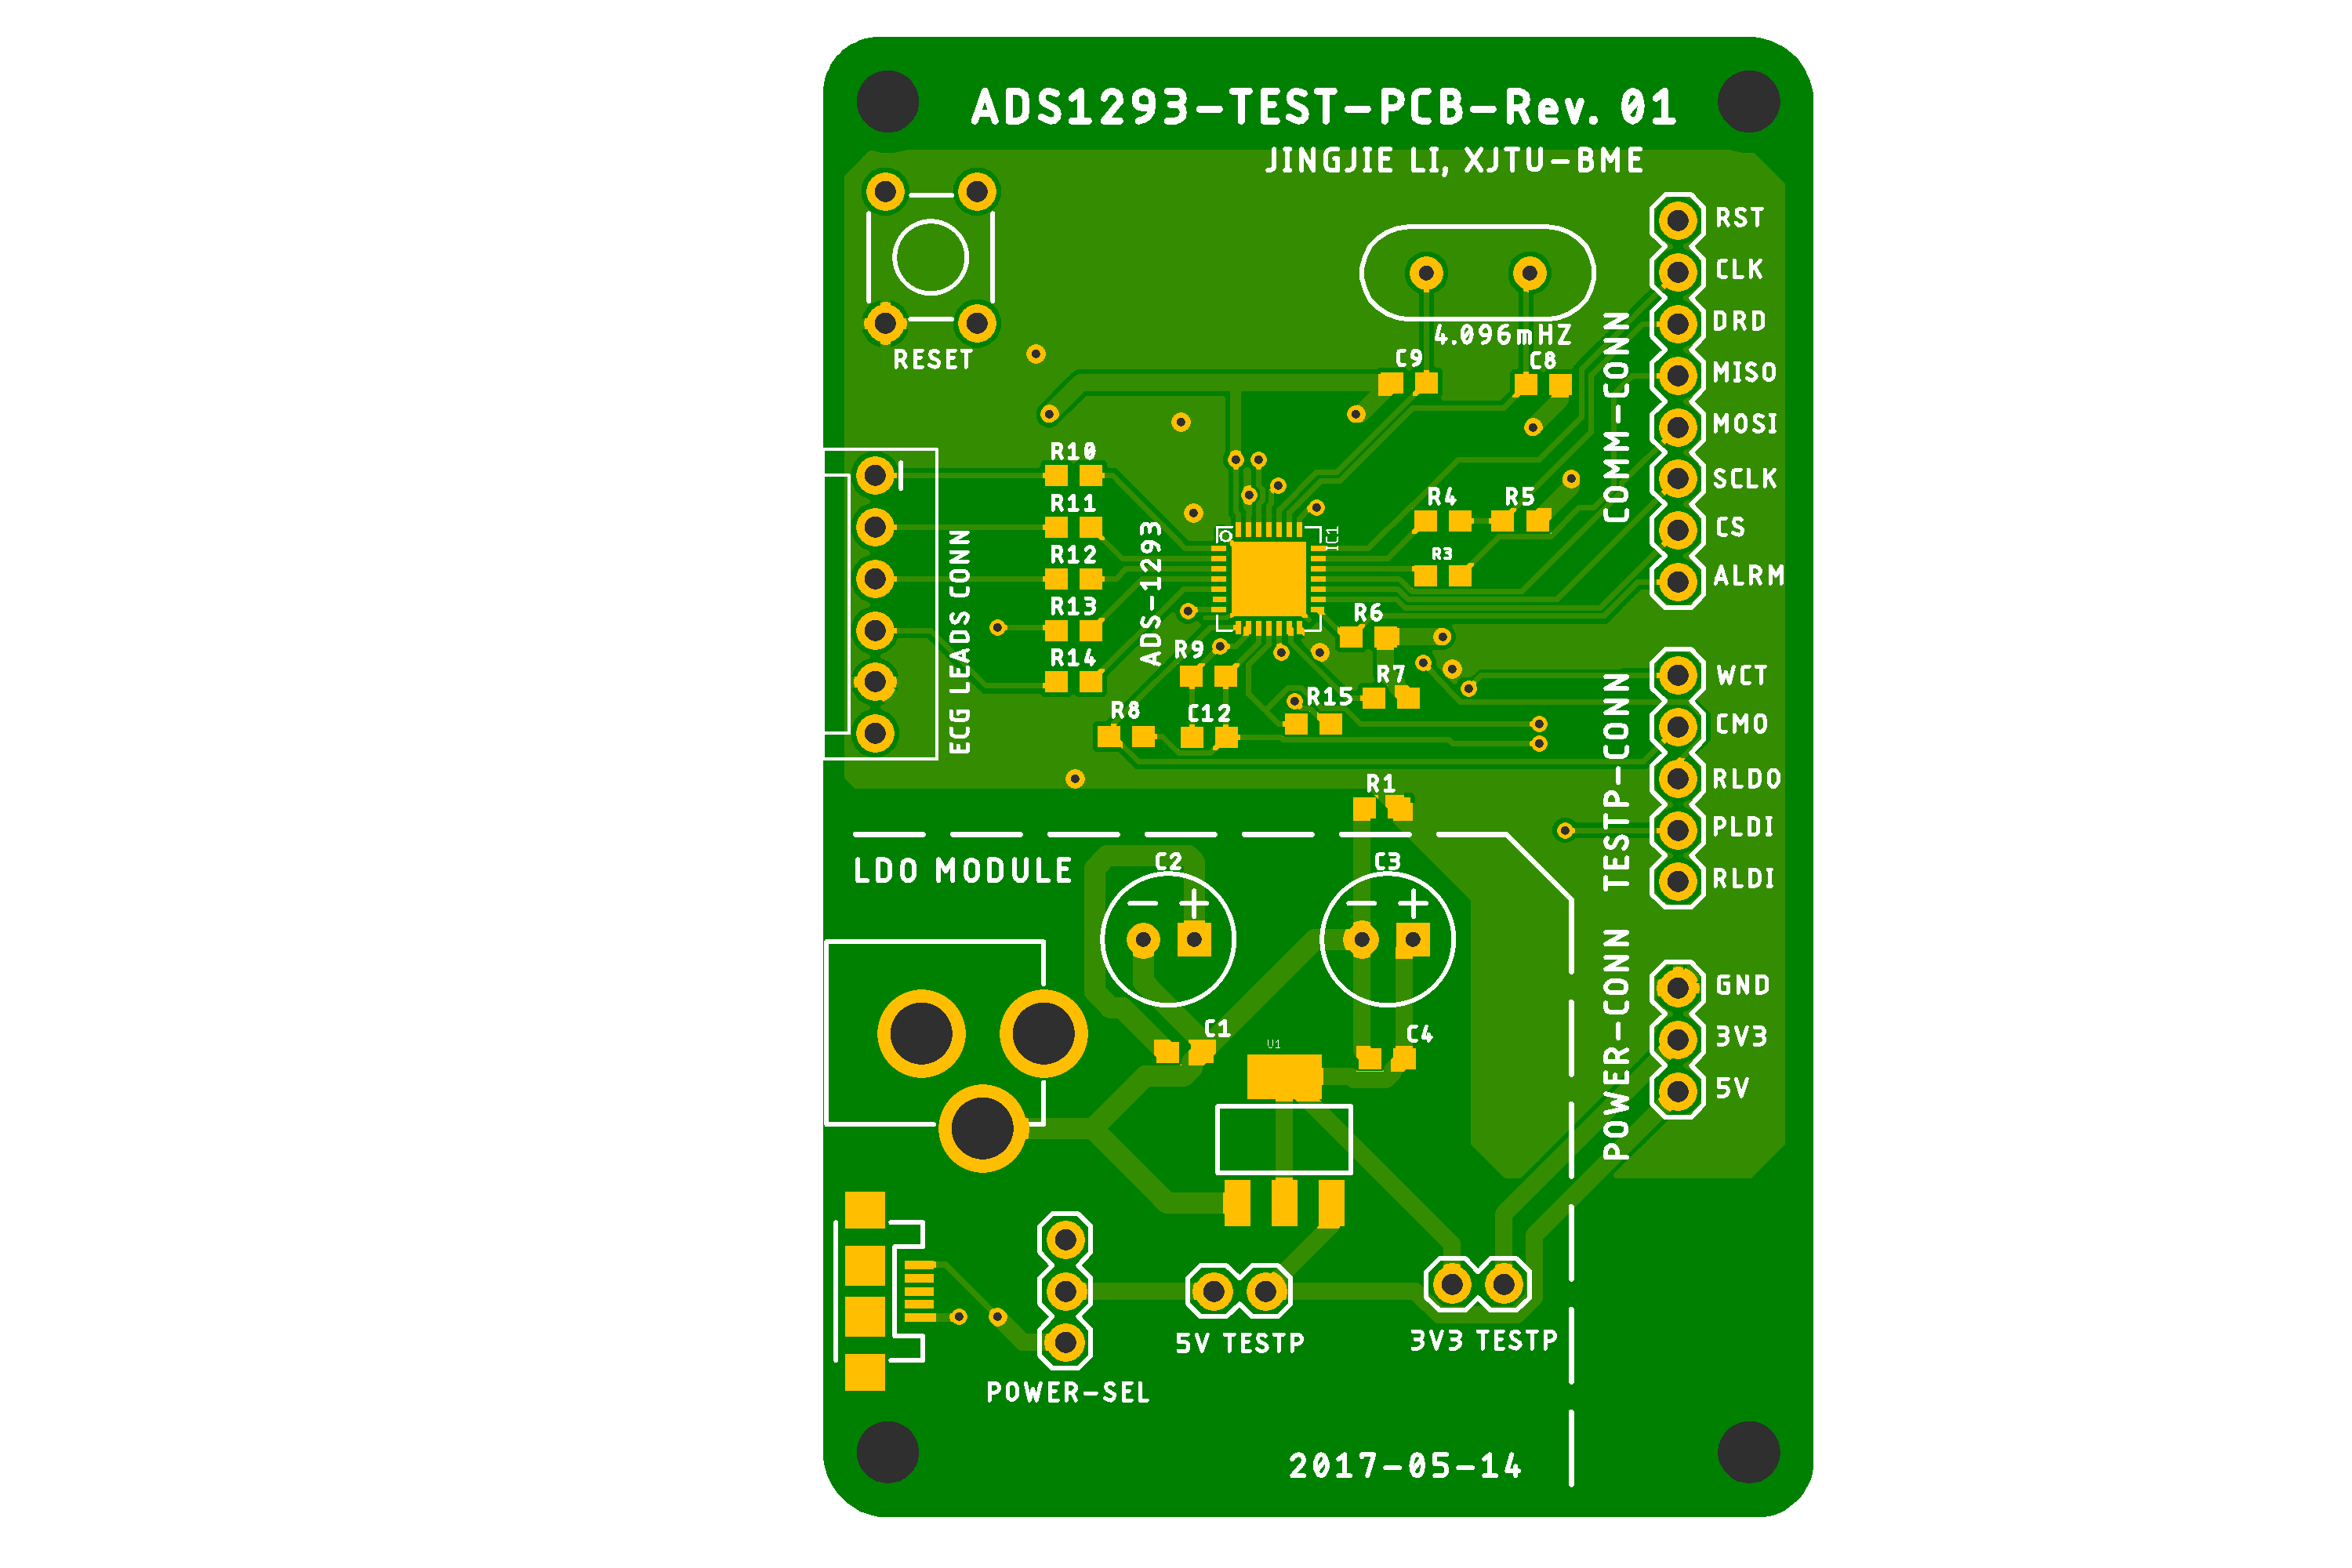 ADS1293-TEST-PCB-Rev. 01
JINGJIE LI, XJTU-BME
RST
CLK
DRD
MISO
MOSI
SCLK
CS
ALRM
COMM-CONN
4.096mHZ
C9
C8
RESET
R10
R11
R12
R13
R14
ECG LEADS CONN
ADS-1293
IC1
R4
R5
R3
R6
R9
R7
R15
R8
C12
WCT
CMO
RLDO
PLDI
RLDI
TESTP-CONN
R1
LDO MODULE
C2
C3
- +
- +
C1
U1
C4
GND
3V3
5V
POWER-CONN
5V TESTP
3V3 TESTP
POWER-SEL
2017-05-14